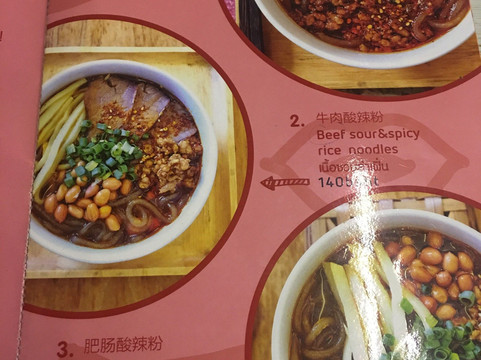 2. 牛肉酸辣粉
Beef sour&spicy
rice noodles
3. 肥肠酸辣粉